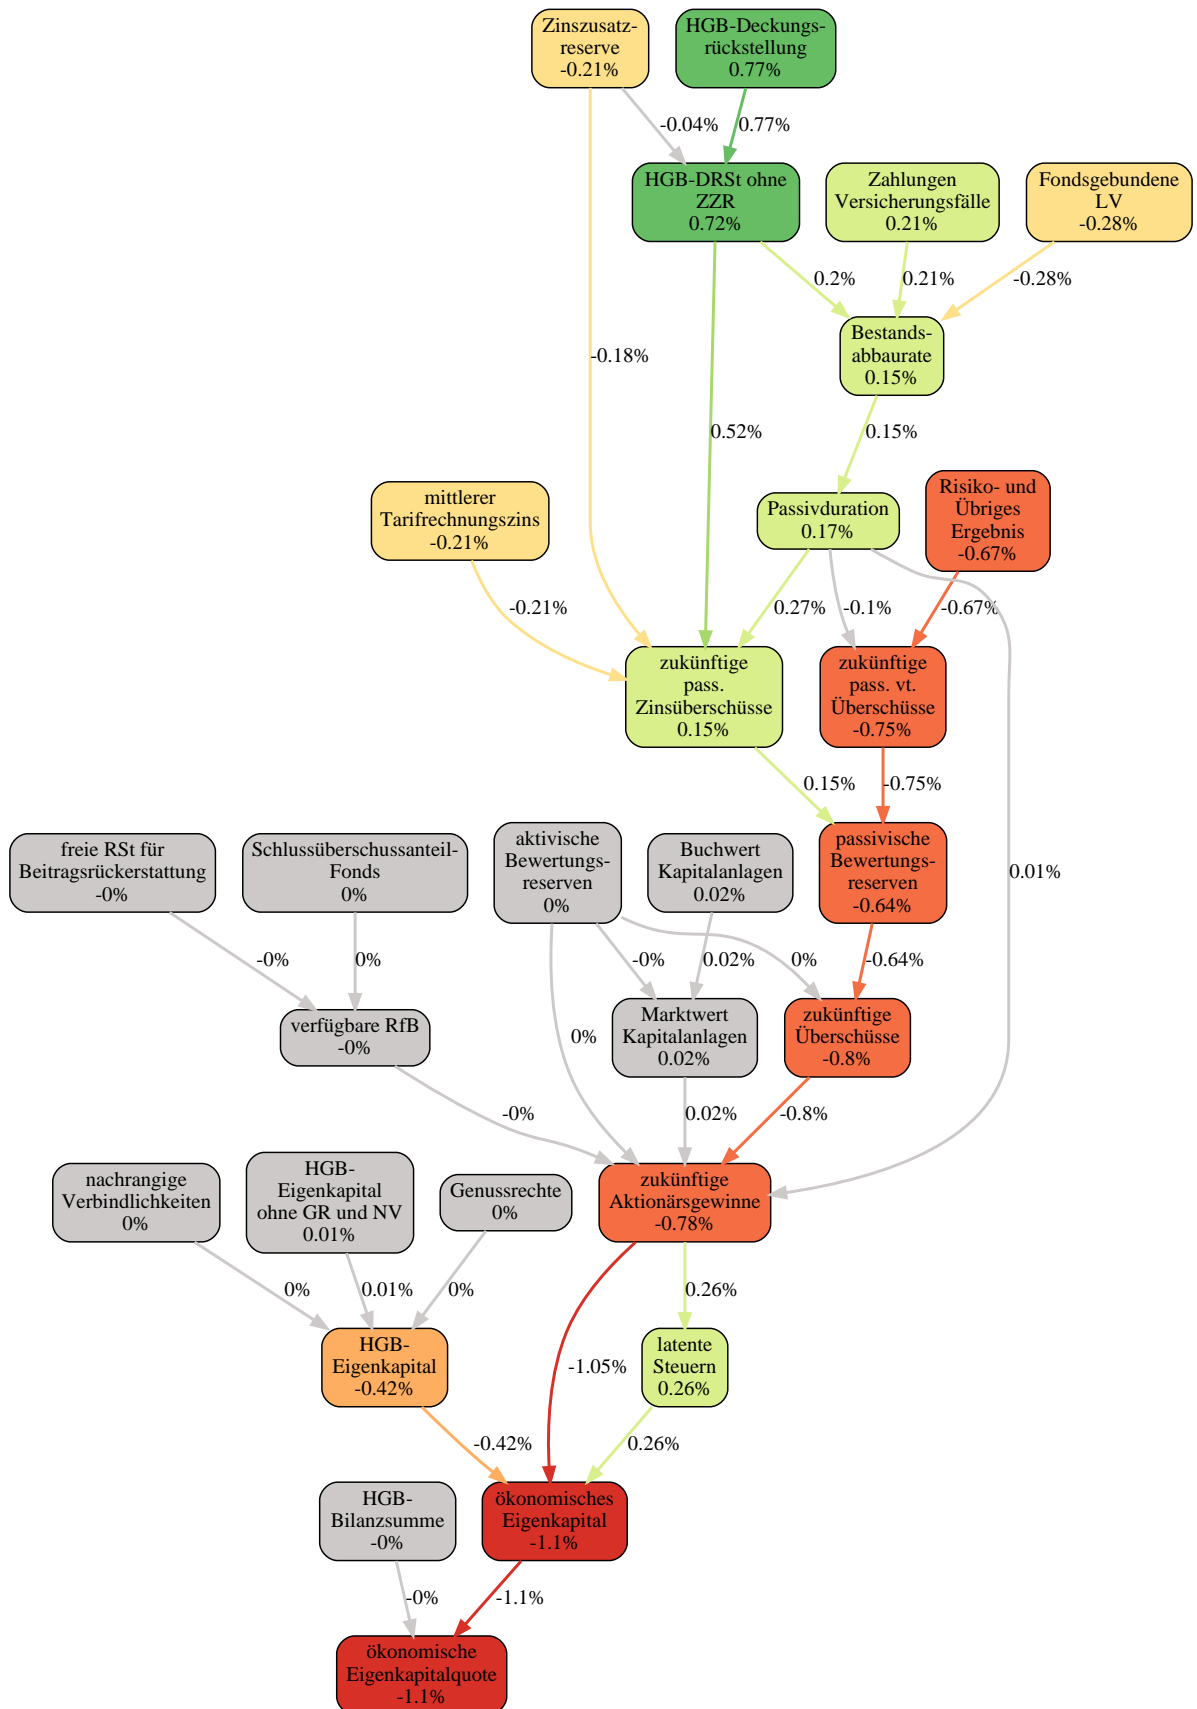 Zinszusatz-
reserve
-0.21%
HGB-Deckungs-
rückstellung
0.77%
-0.04%
0.77%
HGB-DRSt ohne
ZZR
0.72%
Zahlungen
Versicherungsfälle
0.21%
Fondsgebundene
LV
-0.28%
0.2%
0.21%
-0.28%
Bestands-
abbaurate
0.15%
-0.18%
0.52%
0.15%
mittlerer
Tarifrechnungszins
-0.21%
Passivduration
0.17%
Risiko- und
Übriges
Ergebnis
-0.67%
-0.21%
0.27%
-0.1%
-0.67%
zukünftige
pass.
Zinsüberschüsse
0.15%
zukünftige
pass. vt.
Überschüsse
-0.75%
0.15%
-0.75%
freie RSt für
Beitragsrückerstattung
-0%
Schlussüberschussanteil-
Fonds
0%
aktivische
Bewertungs-
reserven
0%
Buchwert
Kapitalanlagen
0.02%
passivische
Bewertungs-
reserven
-0.64%
0.01%
-0%
0%
-0%
0.02%
0%
-0.64%
verfügbare RfB
-0%
Marktwert
Kapitalanlagen
0.02%
zukünftige
Überschüsse
-0.8%
0%
-0%
0.02%
-0.8%
nachrangige
Verbindlichkeiten
0%
HGB-
Eigenkapital
ohne GR und NV
0.01%
Genussrechte
0%
zukünftige
Aktionärsgewinne
-0.78%
0%
0.01%
0%
0.26%
HGB-
Eigenkapital
-0.42%
-1.05%
latente
Steuern
0.26%
-0.42%
0.26%
HGB-
Bilanzsumme
-0%
ökonomisches
Eigenkapital
-1.1%
-0%
-1.1%
ökonomische
Eigenkapitalquote
-1.1%